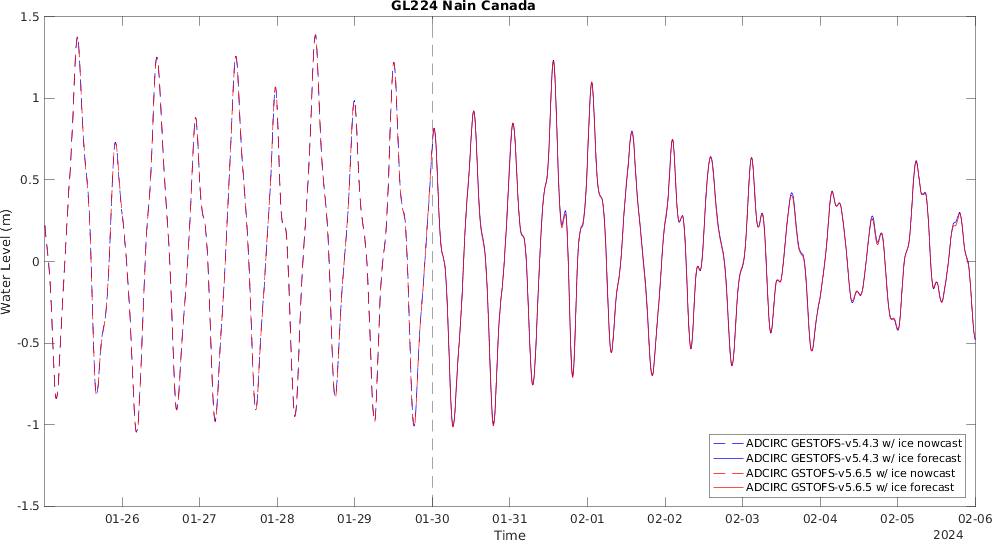 GL224 Nain Canada
1.5
1
0.5
0
-0.5
-1
-1.5
Water Level (m)
01-26
01-27
01-28
01-29
01-30
01-31
02-01
02-02
02-03
02-04
02-05
02-06
Time
2024
ADCIRC GESTOFS-v5.4.3 w/ ice nowcast
ADCIRC GESTOFS-v5.4.3 w/ ice forecast
ADCIRC GSTOFS-v5.6.5 w/ ice nowcast
ADCIRC GSTOFS-v5.6.5 w/ ice forecast